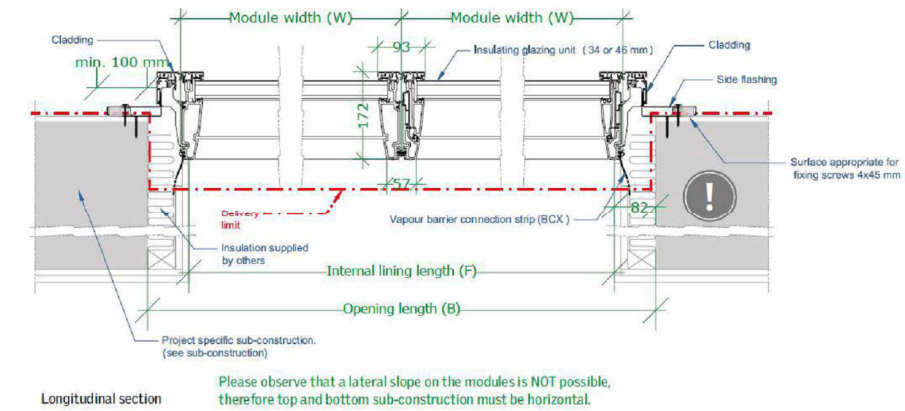 Module width (W)
Module width (W)
Cladding
93
Insulating glazing unit ( 34 or 46 mm )
Cladding
min. 100 mm
Side flashing
172
Surface appropriate for
fixing screws 4x45 mm
57
82
Delivery
limit
Vapour barrier connection strip (BCX )
Insulation supplied
by others
Internal lining length (F)
Opening length (B)
Project specific sub-construction.
(see sub-construction)
Longitudinal section
Please observe that a lateral slope on the modules is NOT possible,
therefore top and bottom sub-construction must be horizontal.